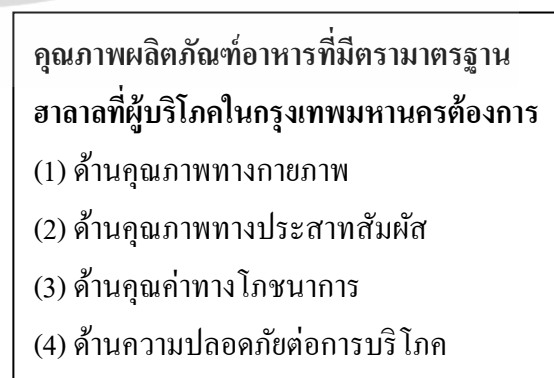 คุณภาพผลิตภัณฑ์อาหารที่มีตรามาตรฐาน
ฮาลาลที่ผู้บริโภคในกรุงเทพมหานครต้องการ
(1) ด้านคุณภาพทางกายภาพ
(2) ด้านคุณภาพทางประสาทสัมผัส
(3) ด้านคุณค่าทางโภชนาการ
(4) ด้านความปลอดภัยต่อการบริโภค